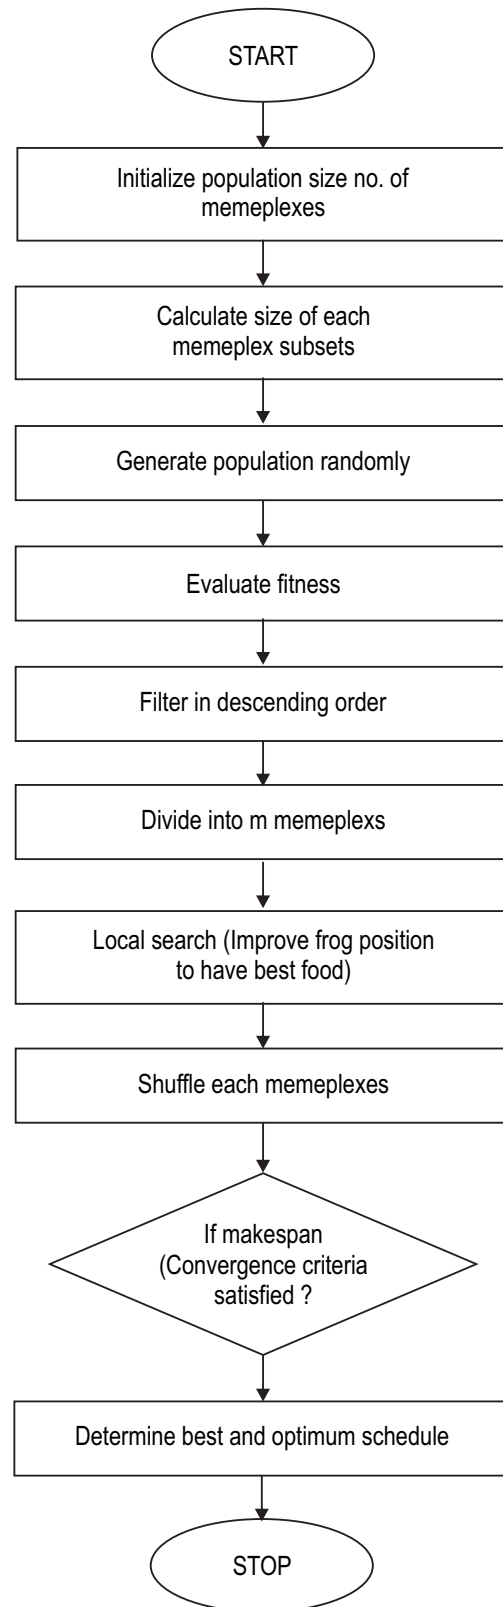 START
Initialize population size no. of
memeplexes
Calculate size of each
memeplex subsets
Generate population randomly
Evaluate fitness
Filter in descending order
Divide into m memeplexs
Local search (Improve frog position
to have best food)
Shuffle each memeplexes
If makespan
(Convergence criteria
satisfied ?
Determine best and optimum schedule
STOP